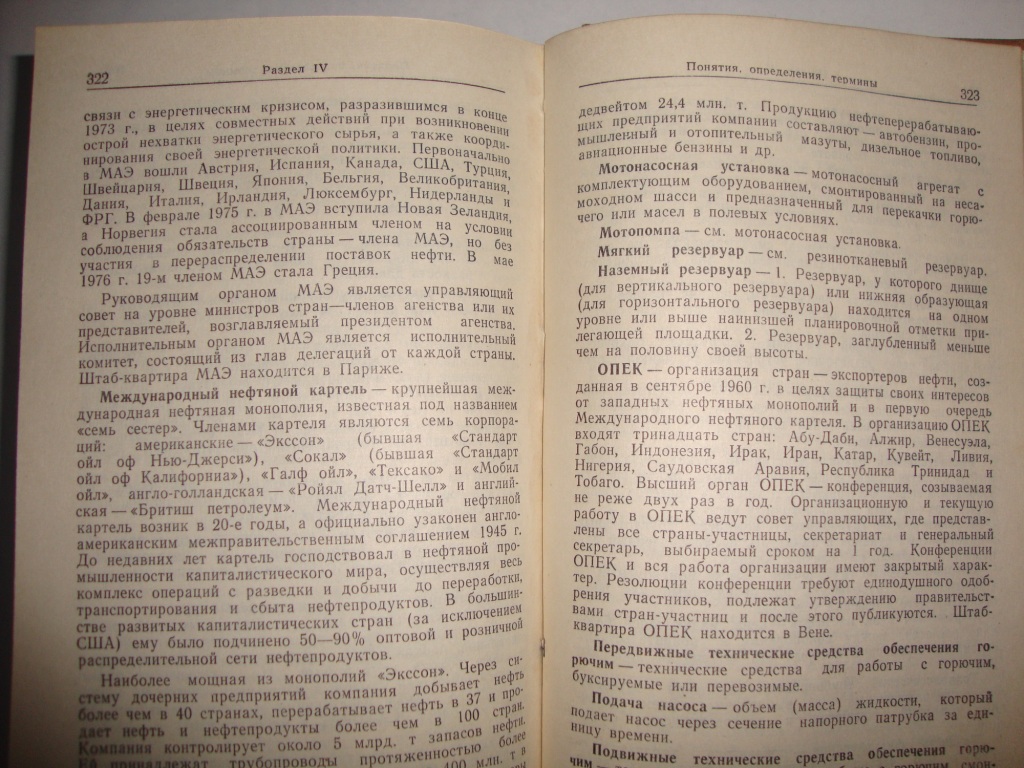 322
Раздел IV
связи с энергетическим кризисом, разразившимся в конце
1973 г., в целях совместных действий при возникновении
острой нехватки энергетического сырья, а также коорди-
нирования своей энергетической политики. Первоначально
в МАЭ вошли Австрия, Испания, Канада, США, Турция,
Швейцария, Швеция, Япония, Бельгия, Великобритания,
Дания, Италия, Ирландия, Люксембург, Нидерланды и
ФРГ. В феврале 1975 г. в МАЭ вступила Новая Зеландия,
а Норвегия стала ассоциированным членом на условии
соблюдения обязательств страны — члена МАЭ, но без
участия в перераспределении поставок нефти. В мае
1976 г. 19-м членом МАЭ стала Греция.
Руководящим органом МАЭ является управляющий
совет на уровне министров стран—членов агенства или их
представителей, возглавляемый президентом агенства.
Исполнительным органом МАЭ является исполнительный
комитет, состоящий из глав делегаций от каждой страны.
Штаб-квартира МАЭ находится в Париже.
Международный нефтяной картель — крупнейшая меж-
дународная нефтяная монополия, известная под названием
«семь сестер». Членами картеля являются семь корпора-
ций: американские — «Экссон» (бывшая «Стандарт
ойл оф Нью-Джерси»), «Сокал» (бывшая «Стандарт
ойл оф Калифорниа»), «Галф ойл», «Тексако» и «Мобил
ойл», англо-голландская — «Ройял Датч-Шелл» и англий-
ская — «Бритиш петролеум». Международный нефтяной
картель возник в 20-е годы, а официально узаконен англо-
американским межправительственным соглашением 1945 г.
До недавних лет картель господствовал в нефтяной про-
мышленности капиталистического мира, осуществляя весь
комплекс операций с разведки и добычи до переработки,
транспортирования и сбыта нефтепродуктов. В большин-
стве развитых капиталистических стран (за исключением
США) ему было подчинено 50—90% оптовой и розничной
распределительной сети нефтепродуктов.
Наиболее мощная из монополий «Экссон». Через си-
стему дочерних предприятий компания добывает нефть
более чем в 40 странах, перерабатывает нефть в 37 и про-
дает нефть и нефтепродукты более чем в 100 стран.
Компания контролирует около 5 млрд. т запасов нефти.
Ей принадлежат трубопроводы протяженностью более
400 млн. т в
Понятия, определения, термины
323
дедвейтом 24,4 млн. т. Продукцию нефтеперерабатываю-
щих предприятий компании составляют — автобензин, про-
мышленный и отопительный мазуты, дизельное топливо,
авиационные бензины и др.
Мотонасосная установка — мотонасосный агрегат с
комплектующим оборудованием, смонтированный на неса-
моходном шасси и предназначенный для перекачки горю-
чего или масел в полевых условиях.
Мотопомпа — см. мотонасосная установка.
Мягкий резервуар — см. резинотканевый резервуар.
Наземный резервуар — 1. Резервуар, у которого днище
(для вертикального резервуара) или нижняя образующая
(для горизонтального резервуара) находится на одном
уровне или выше наинизшей планировочной отметки при-
легающей площадки. 2. Резервуар, заглубленный меньше
чем на половину своей высоты.
ОПЕК — организация стран — экспортеров нефти, соз-
данная в сентябре 1960 г. в целях защиты своих интересов
от западных нефтяных монополий и в первую очередь
Международного нефтяного картеля. В организацию ОПЕК
входят тринадцать стран: Абу-Даби, Алжир, Венесуэла,
Габон, Индонезия, Ирак, Иран, Катар, Кувейт, Ливия,
Нигерия, Саудовская Аравия, Республика Тринидад и
Тобаго. Высший орган ОПЕК — конференция, созываемая
не реже двух раз в год. Организационную и текущую
работу в ОПЕК ведут совет управляющих, где представ-
лены все страны-участницы, секретариат и генеральный
секретарь, выбираемый сроком на 1 год. Конференции
ОПЕК и вся работа организации имеют закрытый харак-
тер. Резолюции конференции требуют единодушного одоб-
рения участников, подлежат утверждению правительст-
вами стран-участниц и после этого публикуются. Штаб-
квартира ОПЕК находится в Вене.
Передвижные технические средства обеспечения го-
рючим — технические средства для работы с горючим,
буксируемые или перевозимые.
Подача насоса — объем (масса) жидкости, который
подает насос через сечение напорного патрубка за еди-
ницу времени.
Подвижные технические средства обеспечения горю-
чим —